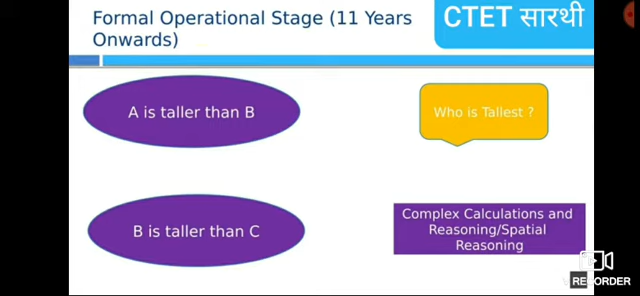 Formal Operational Stage (11 Years
Onwards)
CTET सारथी
A is taller than B
Who is Tallest ?
B is taller than C
Complex Calculations and
Reasoning/Spatial
Reasoning
RECORDER